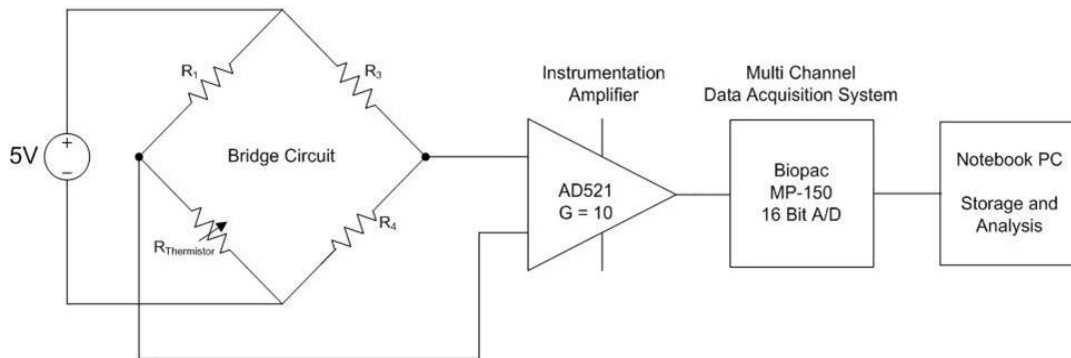 5V
+
−
R1
R3
Bridge Circuit
RThermistor
R4
Instrumentation
Amplifier
AD521
G = 10
Multi Channel
Data Acquisition System
Biopac
MP-150
16 Bit A/D
Notebook PC
Storage and
Analysis